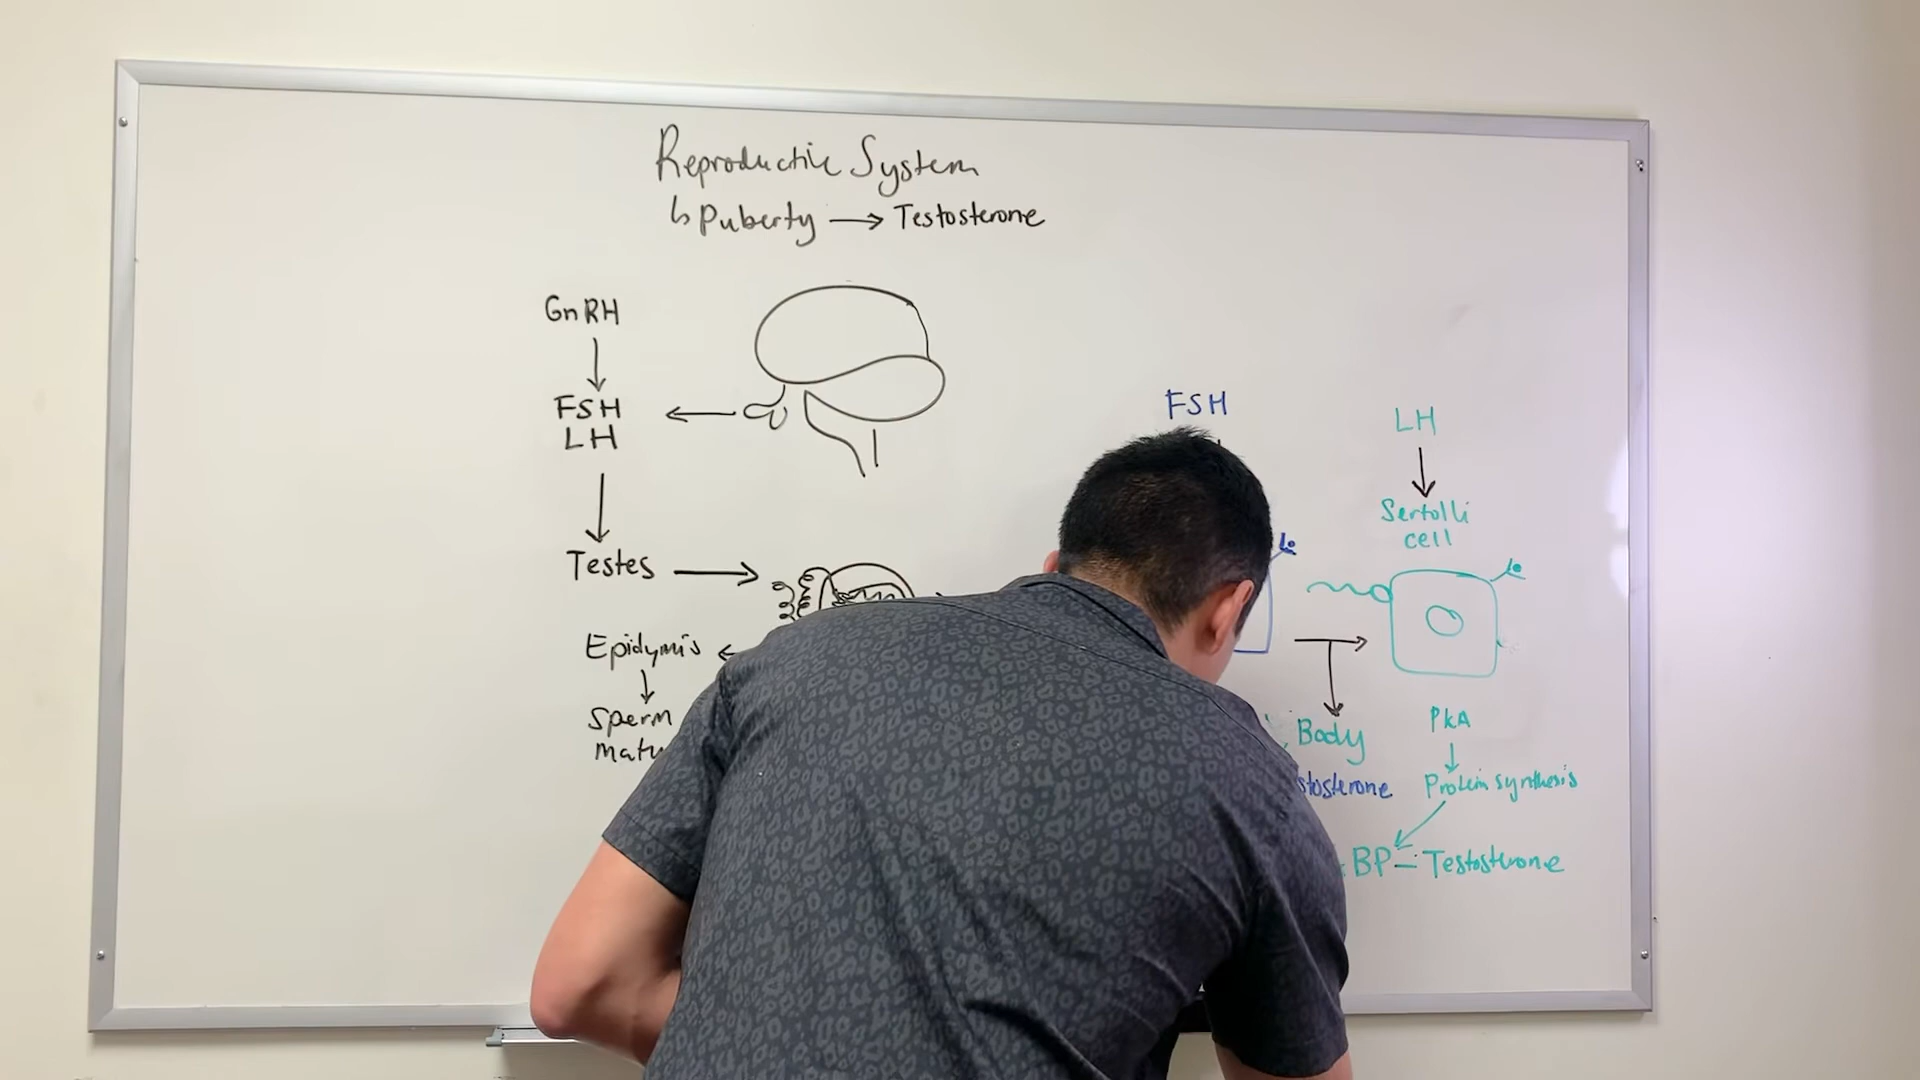 Reproductive System
↳ Puberty → Testosterone
GnRH
FSH
LH
Testes
Epidymis
Sperm
matu
FSH
LH
Sertolli
cell
Body
stosterone
PKA
Protein synthesis
BP – Testosterone